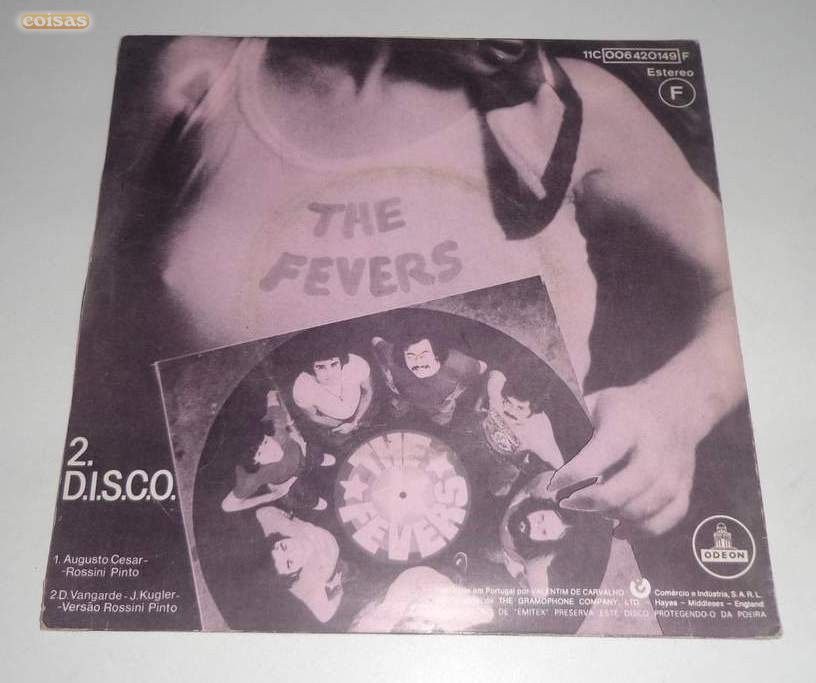 coisas
11C 006 420149 F
Estereo
F
THE
FEVERS
THE
FEVERS
2.
D.I.S.C.O.
1. Augusto Cesar-
-Rossini Pinto
2.D. Vangarde - J. Kugler-
-Versão Rossini Pinto
ODEON
em Portugal por VALENTIM DE CARVALHO Comércio e Indústria, S.A.R.L.
de THE GRAMOPHONE COMPANY, LTD. - Hayes - Middlesex - England
DE "EMITEX" PRESERVA ESTE DISCO PROTEGENDO-O DA POEIRA